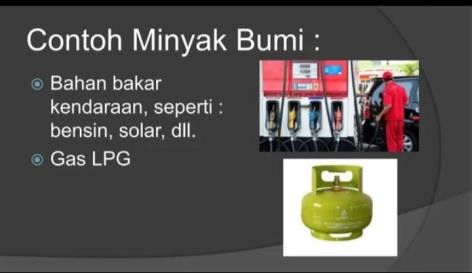 Contoh Minyak Bumi :
Bahan bakar
kendaraan, seperti :
bensin, solar, dll.
Gas LPG